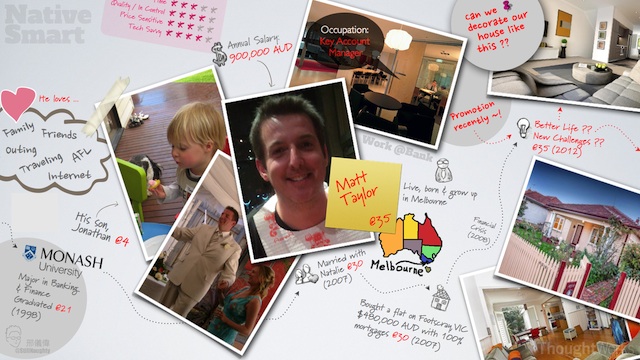 Native
Smart
Time
Quality / In Control
Price Sensitive
Tech Savvy
Annual Salary:
900,000 AUD
Occupation:
Key Account
Manager
can we
decorate our
house like
this ??
He loves ...
Family Friends
Outing
Traveling AFL
Internet
Work @Bank
Promotion
recently ~!
Better Life ??
New Challenges ??
@35 (2012)
Matt
Taylor
@35
Live, born & grow up
in Melbourne
His Son,
Jonathan @4
Financial
Crisis
(2008)
MONASH
University
Major in Banking
& Finance
Graduated @21
(1998)
Married with
Natalie @30
(2007)
Melbourne
Bought a flat on Footscray, VIC
$480,000 AUD with 100%
mortgages @30 (2007)